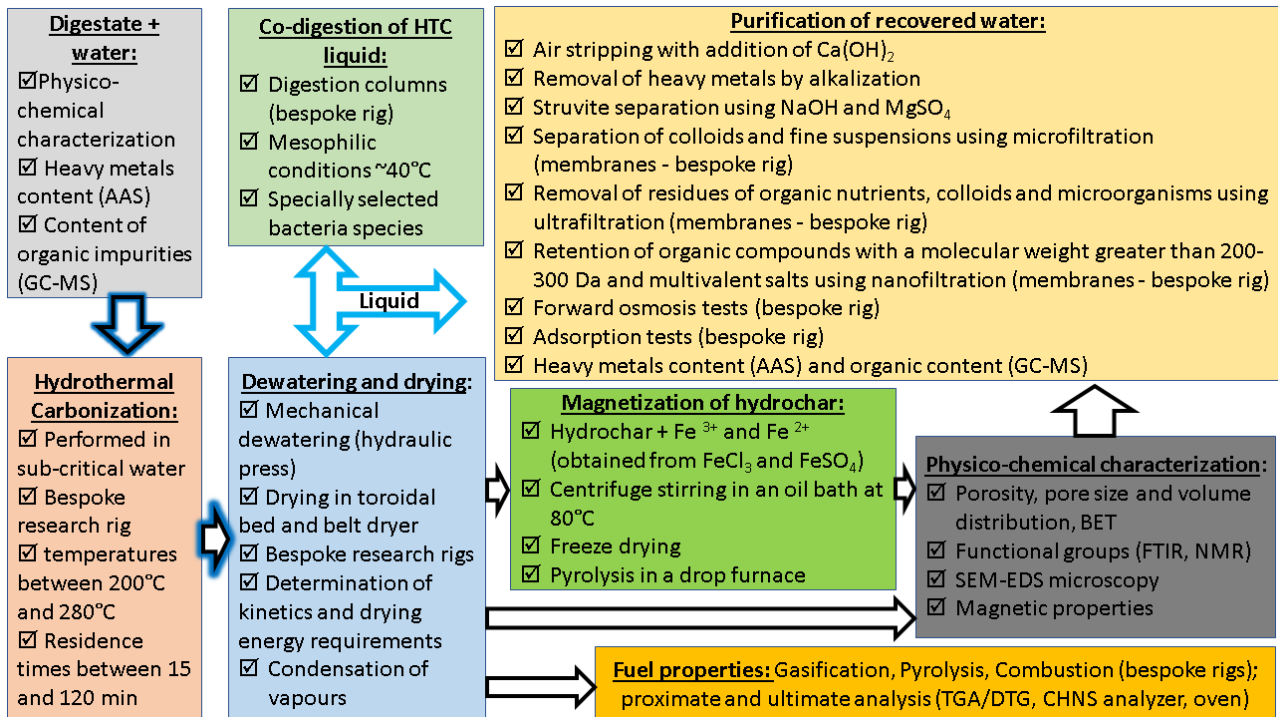 Digestate +
water:
☑Physico-
chemical
characterization
☑ Heavy metals
content (AAS)
☑ Content of
organic impurities
(GC-MS)
Co-digestion of HTC
liquid:
☑ Digestion columns
(bespoke rig)
☑ Mesophilic
conditions ~40°C
☑ Specially selected
bacteria species
Purification of recovered water:
☑ Air stripping with addition of Ca(OH)₂
☑ Removal of heavy metals by alkalization
☑ Struvite separation using NaOH and MgSO₄
☑ Separation of colloids and fine suspensions using microfiltration
(membranes - bespoke rig)
☑ Removal of residues of organic nutrients, colloids and microorganisms using
ultrafiltration (membranes - bespoke rig)
☑ Retention of organic compounds with a molecular weight greater than 200-
300 Da and multivalent salts using nanofiltration (membranes - bespoke rig)
☑ Forward osmosis tests (bespoke rig)
☑ Adsorption tests (bespoke rig)
☑ Heavy metals content (AAS) and organic content (GC-MS)
Liquid
Hydrothermal
Carbonization:
☑ Performed in
sub-critical water
☑ Bespoke
research rig
☑ temperatures
between 200°C
and 280°C
☑ Residence
times between 15
and 120 min
Dewatering and drying:
☑ Mechanical
dewatering (hydraulic
press)
☑ Drying in toroidal
bed and belt dryer
☑ Bespoke research rigs
☑ Determination of
kinetics and drying
energy requirements
☑ Condensation of
vapours
Magnetization of hydrochar:
☑ Hydrochar + Fe ³⁺ and Fe ²⁺
(obtained from FeCl₃ and FeSO₄)
☑ Centrifuge stirring in an oil bath at
80°C
☑ Freeze drying
☑ Pyrolysis in a drop furnace
Physico-chemical characterization:
☑ Porosity, pore size and volume
distribution, BET
☑ Functional groups (FTIR, NMR)
☑ SEM-EDS microscopy
☑ Magnetic properties
Fuel properties: Gasification, Pyrolysis, Combustion (bespoke rigs);
proximate and ultimate analysis (TGA/DTG, CHNS analyzer, oven)